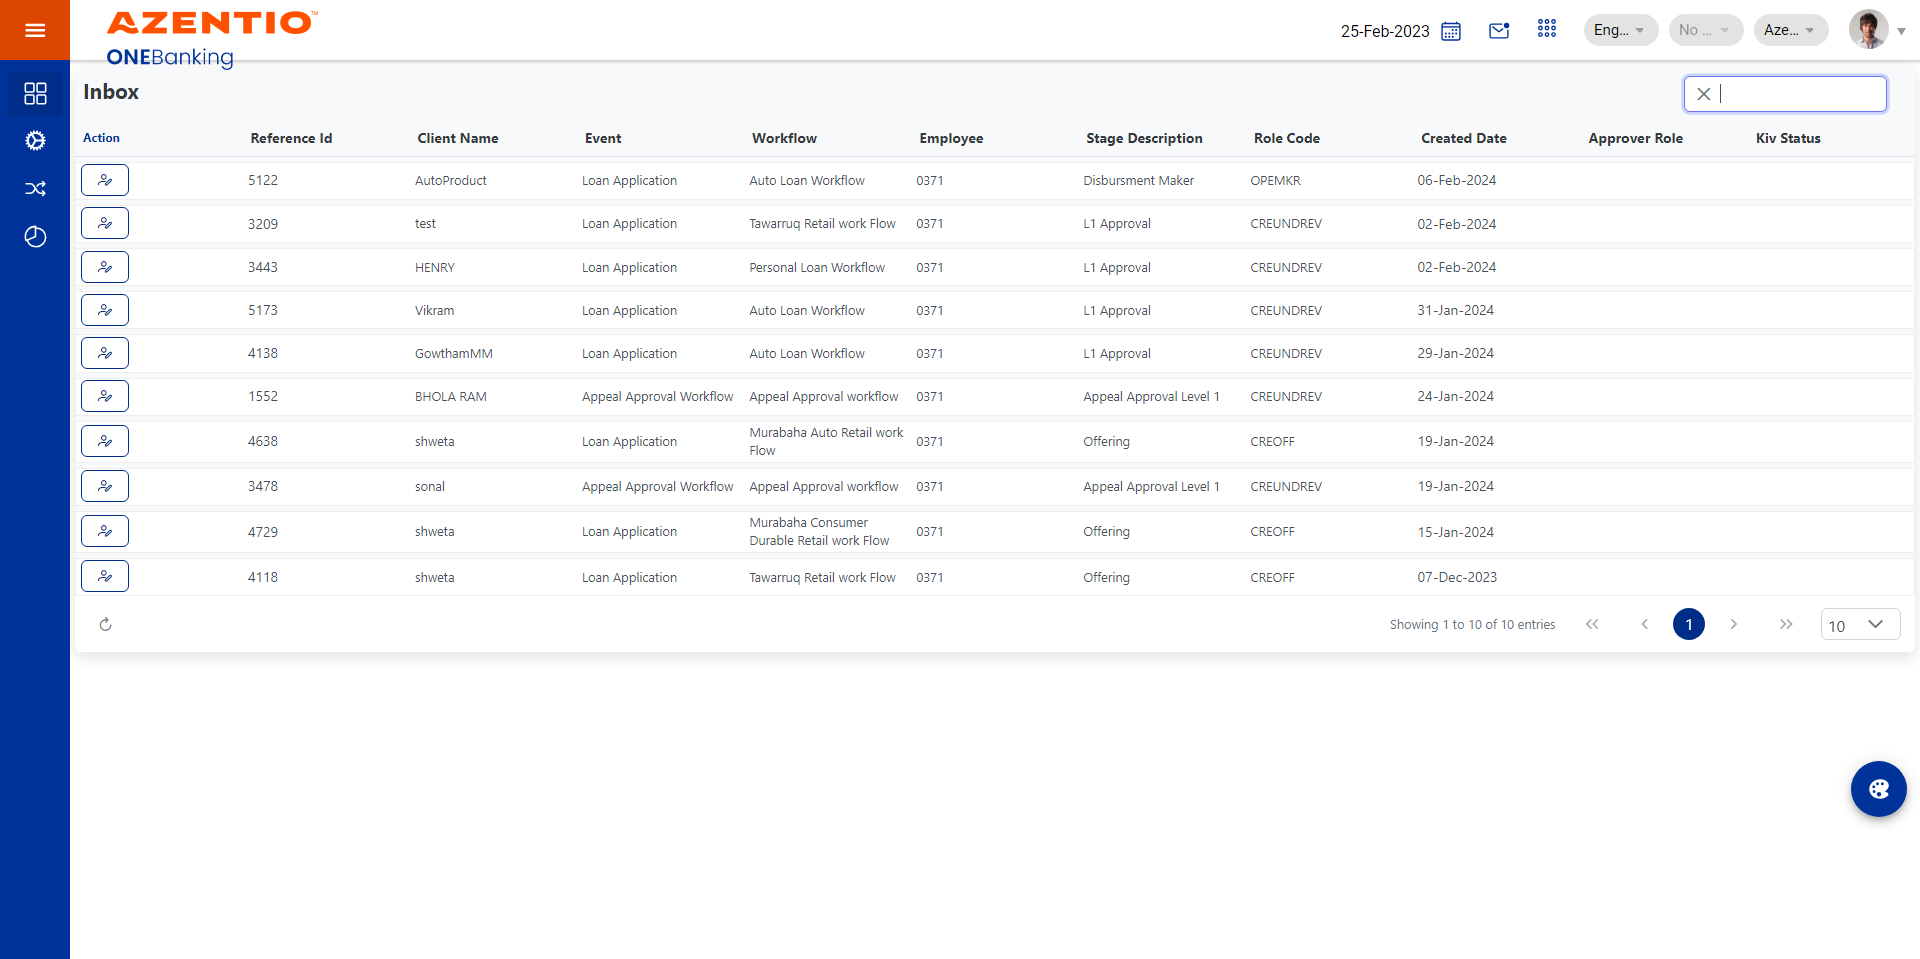 AZENTIO™
ONEBanking
25-Feb-2023
Eng...
No ...
Aze...
Inbox
Action Reference Id Client Name Event Workflow Employee Stage Description Role Code Created Date Approver Role Kiv Status
5122 AutoProduct Loan Application Auto Loan Workflow 0371 Disbursment Maker OPEMKR 06-Feb-2024
3209 test Loan Application Tawarruq Retail work Flow 0371 L1 Approval CREUNDREV 02-Feb-2024
3443 HENRY Loan Application Personal Loan Workflow 0371 L1 Approval CREUNDREV 02-Feb-2024
5173 Vikram Loan Application Auto Loan Workflow 0371 L1 Approval CREUNDREV 31-Jan-2024
4138 GowthamMM Loan Application Auto Loan Workflow 0371 L1 Approval CREUNDREV 29-Jan-2024
1552 BHOLA RAM Appeal Approval Workflow Appeal Approval workflow 0371 Appeal Approval Level 1 CREUNDREV 24-Jan-2024
4638 shweta Loan Application Murabaha Auto Retail work Flow 0371 Offering CREOFF 19-Jan-2024
3478 sonal Appeal Approval Workflow Appeal Approval workflow 0371 Appeal Approval Level 1 CREUNDREV 19-Jan-2024
4729 shweta Loan Application Murabaha Consumer Durable Retail work Flow 0371 Offering CREOFF 15-Jan-2024
4118 shweta Loan Application Tawarruq Retail work Flow 0371 Offering CREOFF 07-Dec-2023
Showing 1 to 10 of 10 entries
1
10